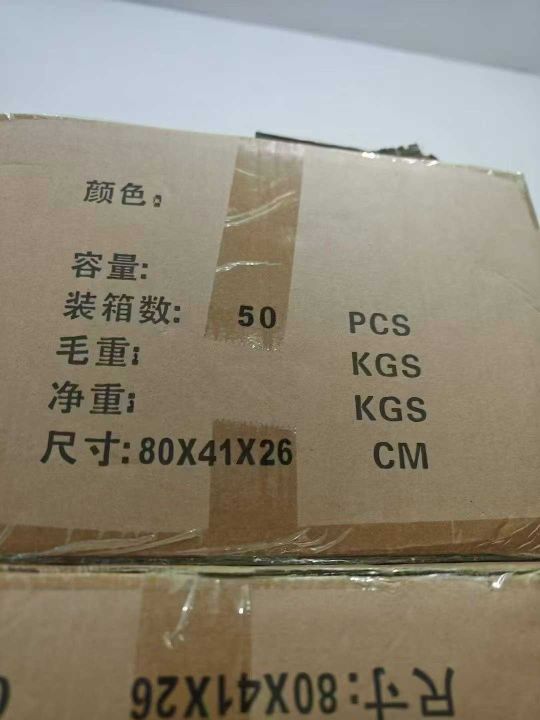 颜色:
容量:
装箱数: 50 PCS
毛重: KGS
净重: KGS
尺寸: 80X41X26 CM
尺寸: 80X41X26